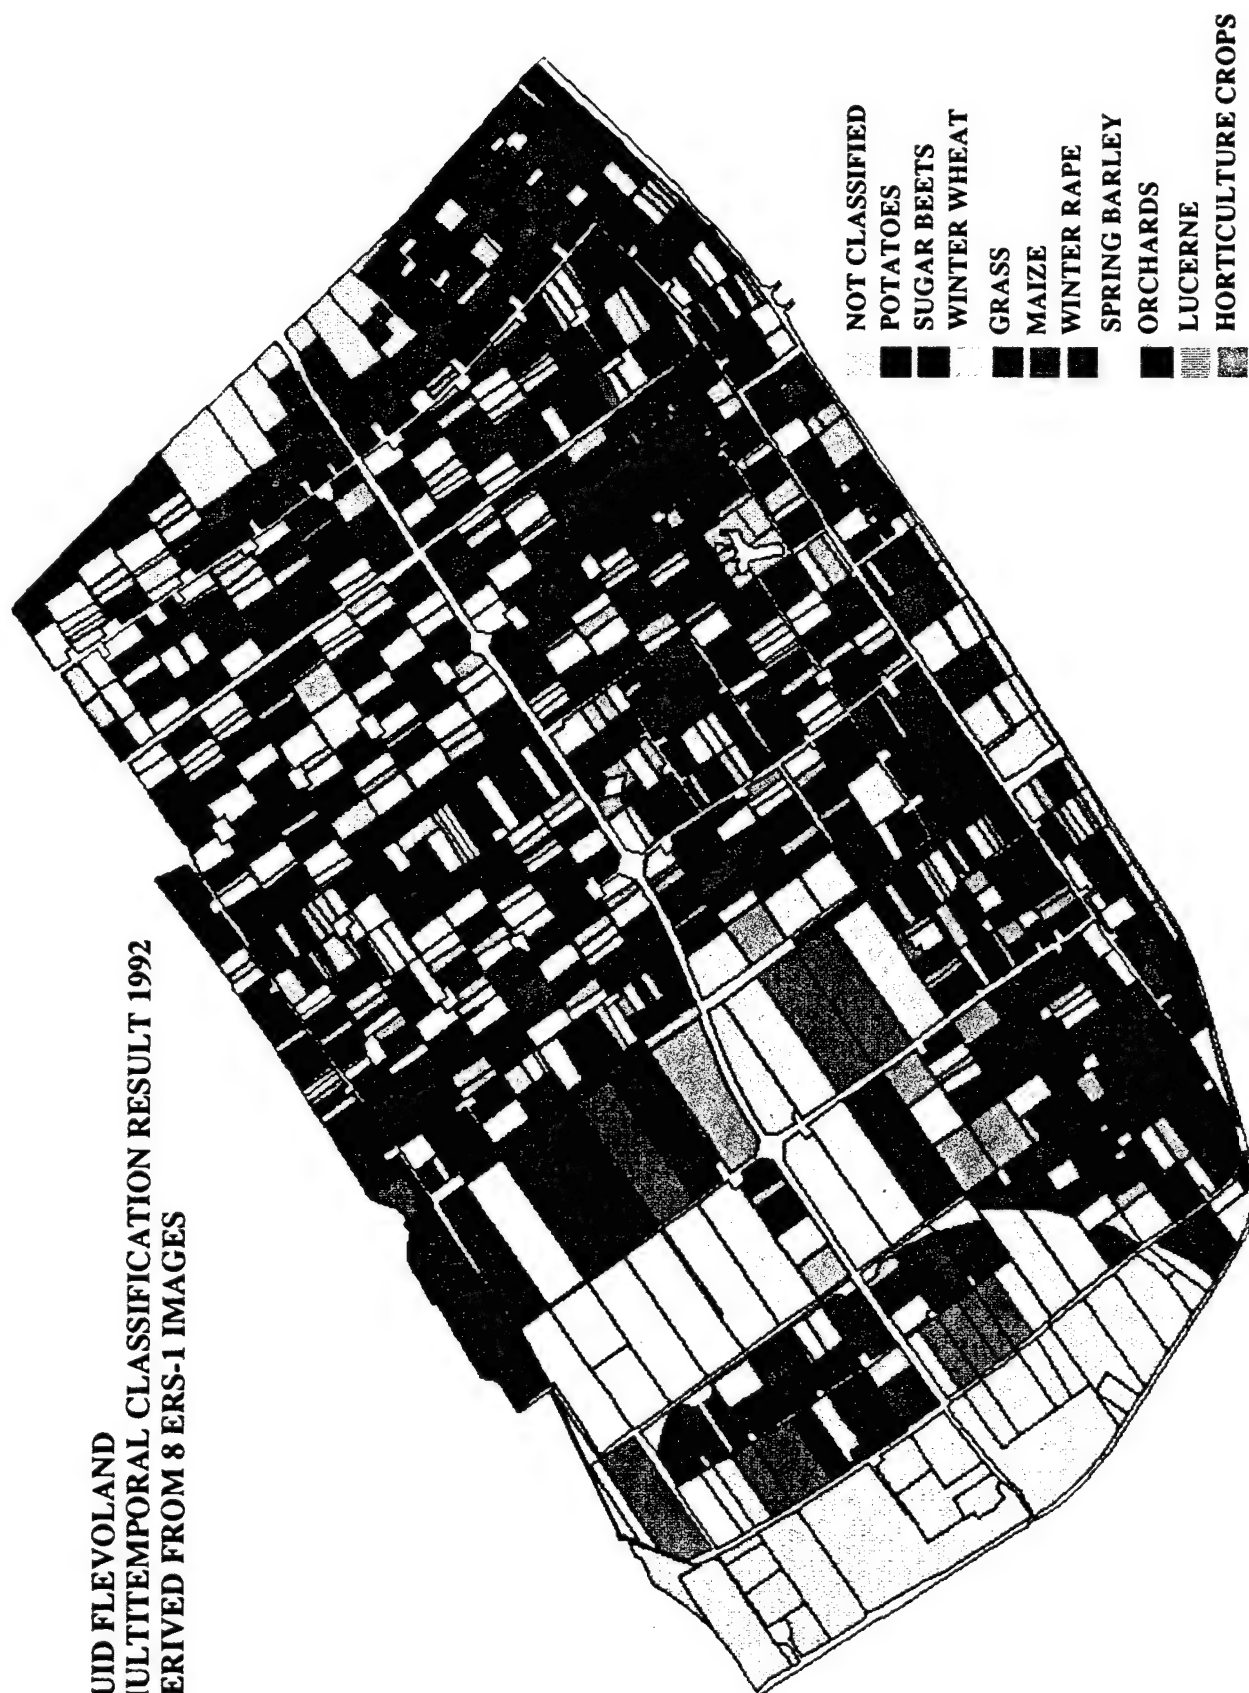 UID FLEVOLAND
ULTITEMPORAL CLASSIFICATION RESULT 1992
ERIVED FROM 8 ERS-1 IMAGES
NOT CLASSIFIED
POTATOES
SUGAR BEETS
WINTER WHEAT
GRASS
MAIZE
WINTER RAPE
SPRING BARLEY
ORCHARDS
LUCERNE
HORTICULTURE CROPS